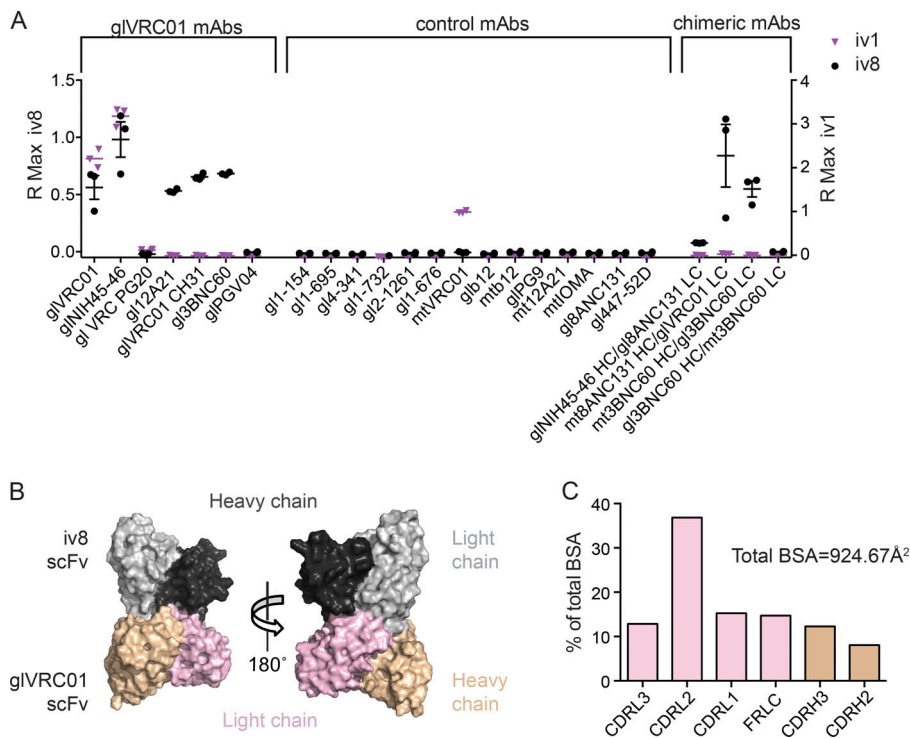 A
glVRC01 mAbs
control mAbs
chimeric mAbs
iv1
iv8
R Max iv8
1.5
1.0
0.5
0.0
R Max iv1
4
3
2
1
0
glVRC01
glNIH45-46
gl VRC PG20
gl12A21
glVRC01 CH31
gl3BNC60
glPGV04
gl1-154
gl1-695
gl4-341
gl1-732
gl2-1261
gl1-676
mtVRC01
glb12
mtb12
glPG9
mt12A21
mtIOMA
gl8ANC131
gl447-52D
glNIH45-46 HC/gl8ANC131 LC
mt8ANC131 HC/glVRC01 LC
mt3BNC60 HC/gl3BNC60 LC
gl3BNC60 HC/mt3BNC60 LC
B
Heavy chain
iv8
scFv
Light
chain
180°
glVRC01
scFv
Heavy
chain
Light chain
C
% of total BSA
40
30
20
10
0
Total BSA=924.67Å²
CDRL3
CDRL2
CDRL1
FRLC
CDRH3
CDRH2